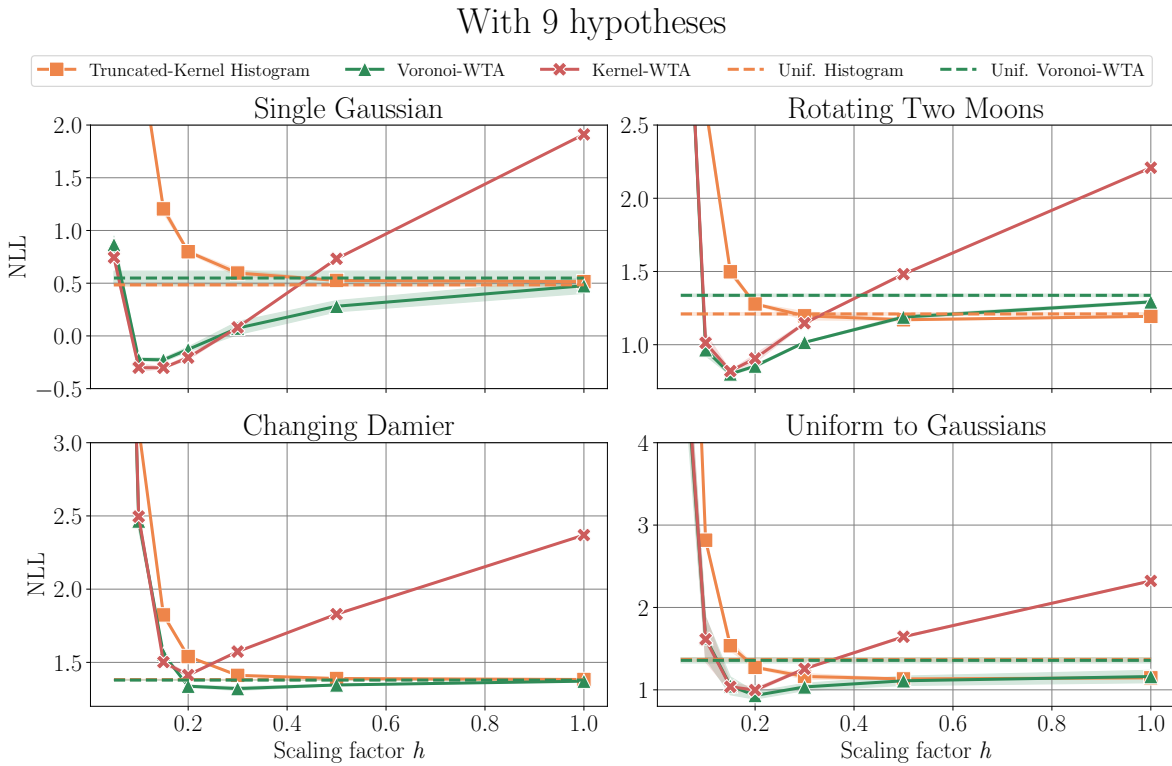 With 9 hypotheses
Truncated-Kernel Histogram Voronoi-WTA Kernel-WTA Unif. Histogram Unif. Voronoi-WTA
Single Gaussian
NLL
2.0
1.5
1.0
0.5
0.0
−0.5
Rotating Two Moons
2.5
2.0
1.5
1.0
Changing Damier
NLL
3.0
2.5
2.0
1.5
0.2 0.4 0.6 0.8 1.0
Scaling factor h
Uniform to Gaussians
4
3
2
1
0.2 0.4 0.6 0.8 1.0
Scaling factor h